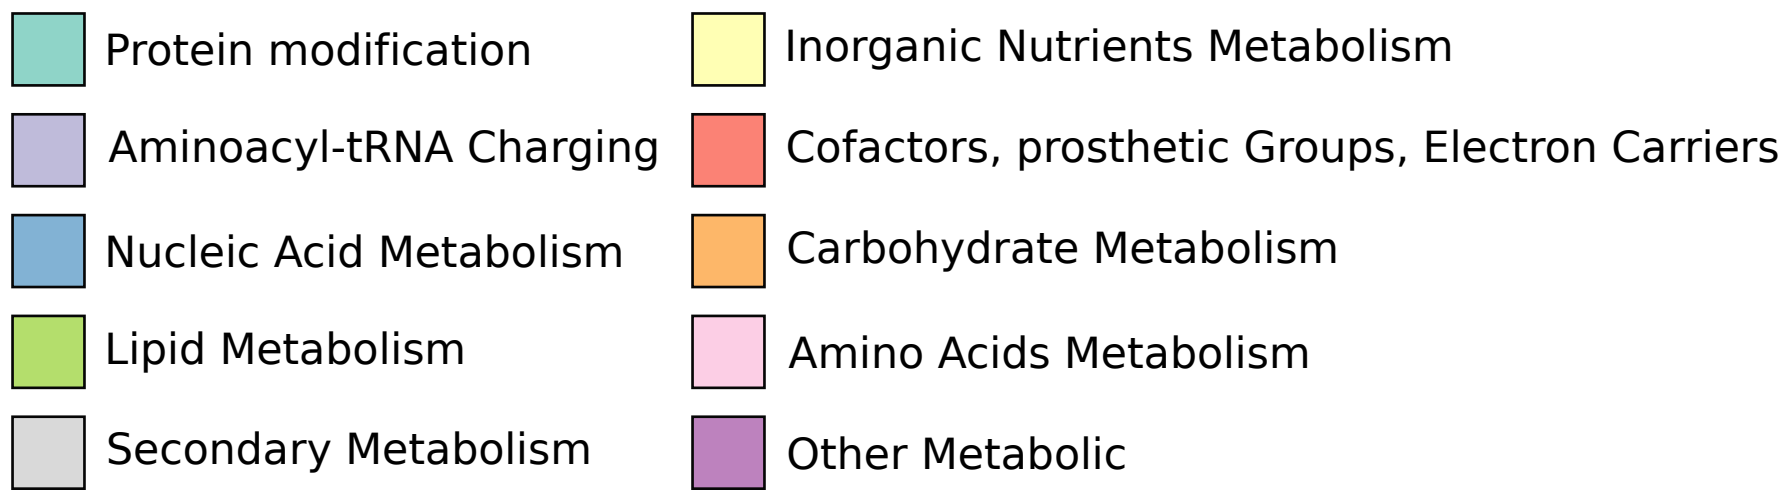 Protein modification
Aminoacyl-tRNA Charging
Nucleic Acid Metabolism
Lipid Metabolism
Secondary Metabolism
Inorganic Nutrients Metabolism
Cofactors, prosthetic Groups, Electron Carriers
Carbohydrate Metabolism
Amino Acids Metabolism
Other Metabolic